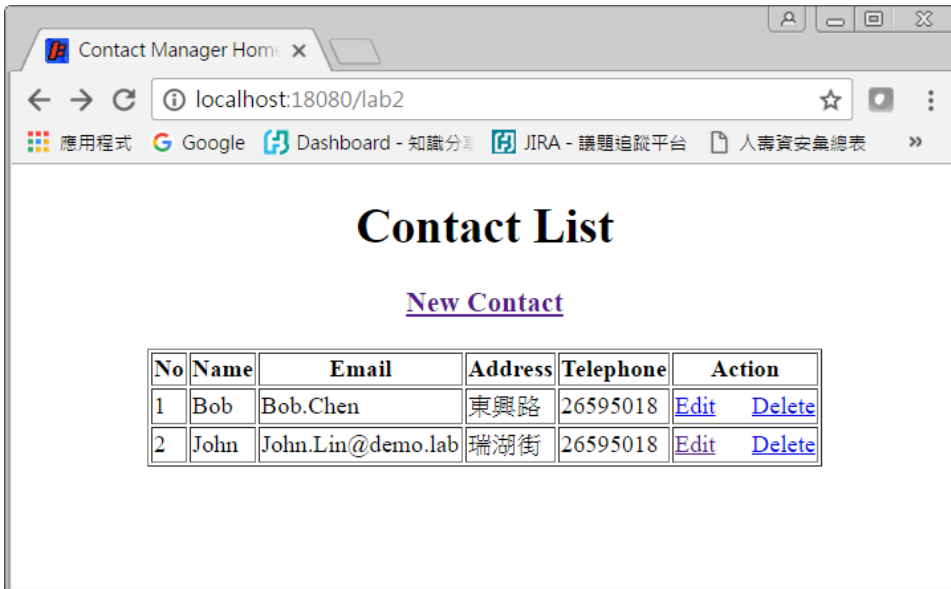 Contact Manager Hom
localhost:18080/lab2
應用程式 Google Dashboard - 知識分 JIRA - 議題追蹤平台 人壽資安彙總表 »
Contact List
New Contact
No Name Email Address Telephone Action
1 Bob Bob.Chen 東興路 26595018 Edit Delete
2 John John.Lin@demo.lab 瑞湖街 26595018 Edit Delete